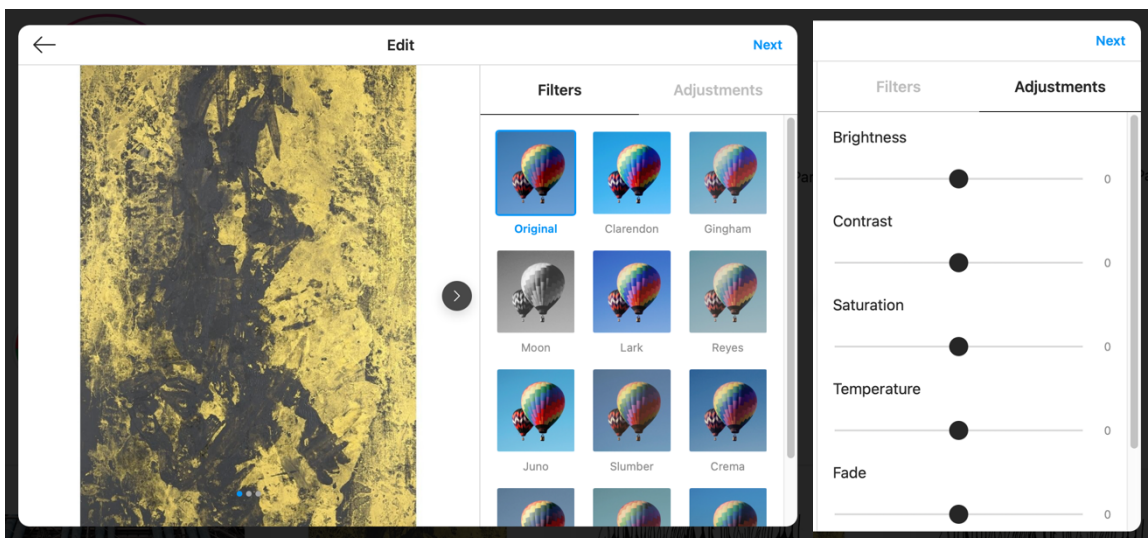 Edit
Next
Filters
Adjustments
Original
Clarendon
Gingham
Moon
Lark
Reyes
Juno
Slumber
Crema
Next
Filters
Adjustments
Brightness
0
Contrast
0
Saturation
0
Temperature
0
Fade
0